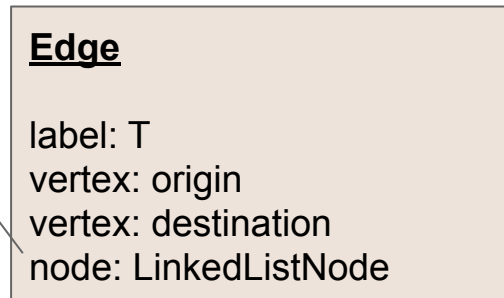 Edge
label: T
vertex: origin
vertex: destination
node: LinkedListNode